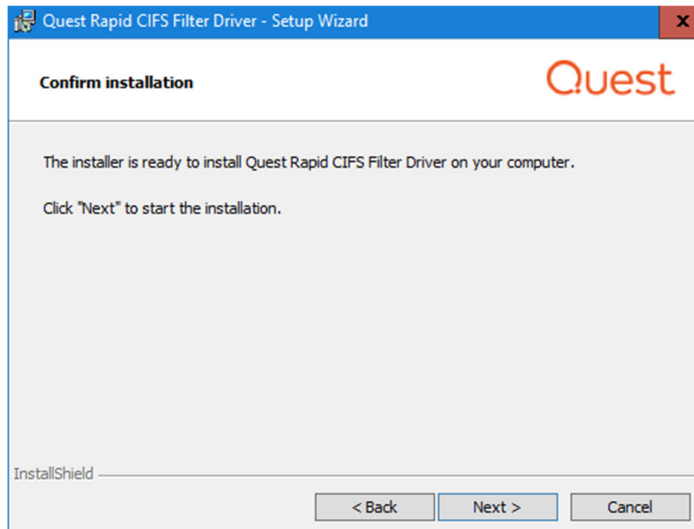 Quest Rapid CIFS Filter Driver - Setup Wizard
x
Confirm installation
Quest
The installer is ready to install Quest Rapid CIFS Filter Driver on your computer.
Click "Next" to start the installation.
InstallShield
< Back
Next >
Cancel